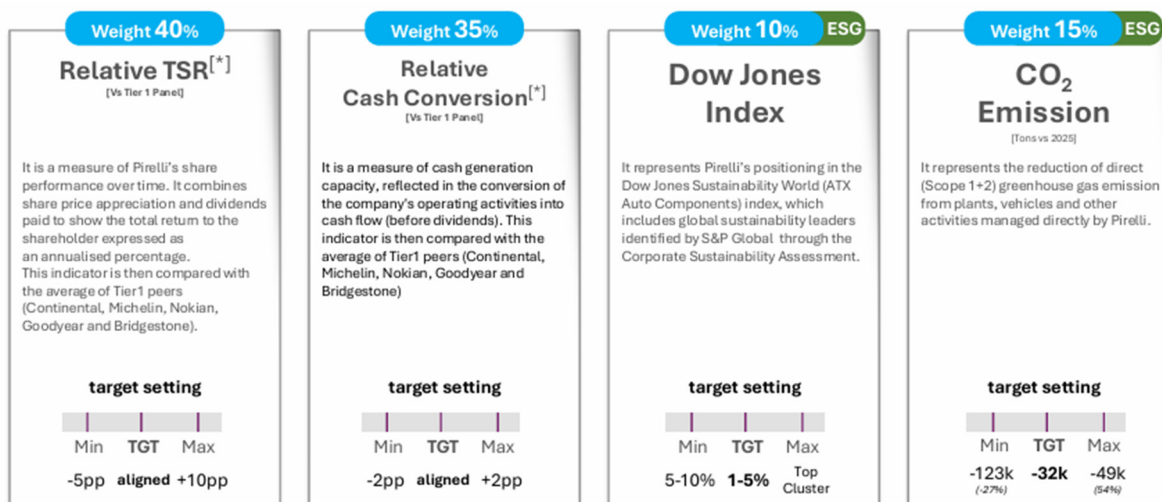 Weight 40%
Relative TSR[*]
[Vs Tier 1 Panel]
It is a measure of Pirelli's share
performance over time. It combines
share price appreciation and dividends
paid to show the total return to the
shareholder expressed as
an annualised percentage.
This indicator is then compared with
the average of Tier1 peers
(Continental, Michelin, Nokian,
Goodyear and Bridgestone).
target setting
Min TGT Max
-5pp aligned +10pp
Weight 35%
Relative
Cash Conversion[*]
[Vs Tier 1 Panel]
It is a measure of cash generation
capacity, reflected in the conversion of
the company's operating activities into
cash flow (before dividends). This
indicator is then compared with the
average of Tier1 peers (Continental,
Michelin, Nokian, Goodyear and
Bridgestone)
target setting
Min TGT Max
-2pp aligned +2pp
Weight 10% ESG
Dow Jones
Index
It represents Pirelli's positioning in the
Dow Jones Sustainability World (ATX
Auto Components) index, which
includes global sustainability leaders
identified by S&P Global through the
Corporate Sustainability Assessment.
target setting
Min TGT Max
5-10% 1-5% Top
Cluster
Weight 15% ESG
CO₂
Emission
[Tons vs 2025]
It represents the reduction of direct
(Scope 1+2) greenhouse gas emission
from plants, vehicles and other
activities managed directly by Pirelli.
target setting
Min TGT Max
-123k -32k -49k
(-27%) (54%)